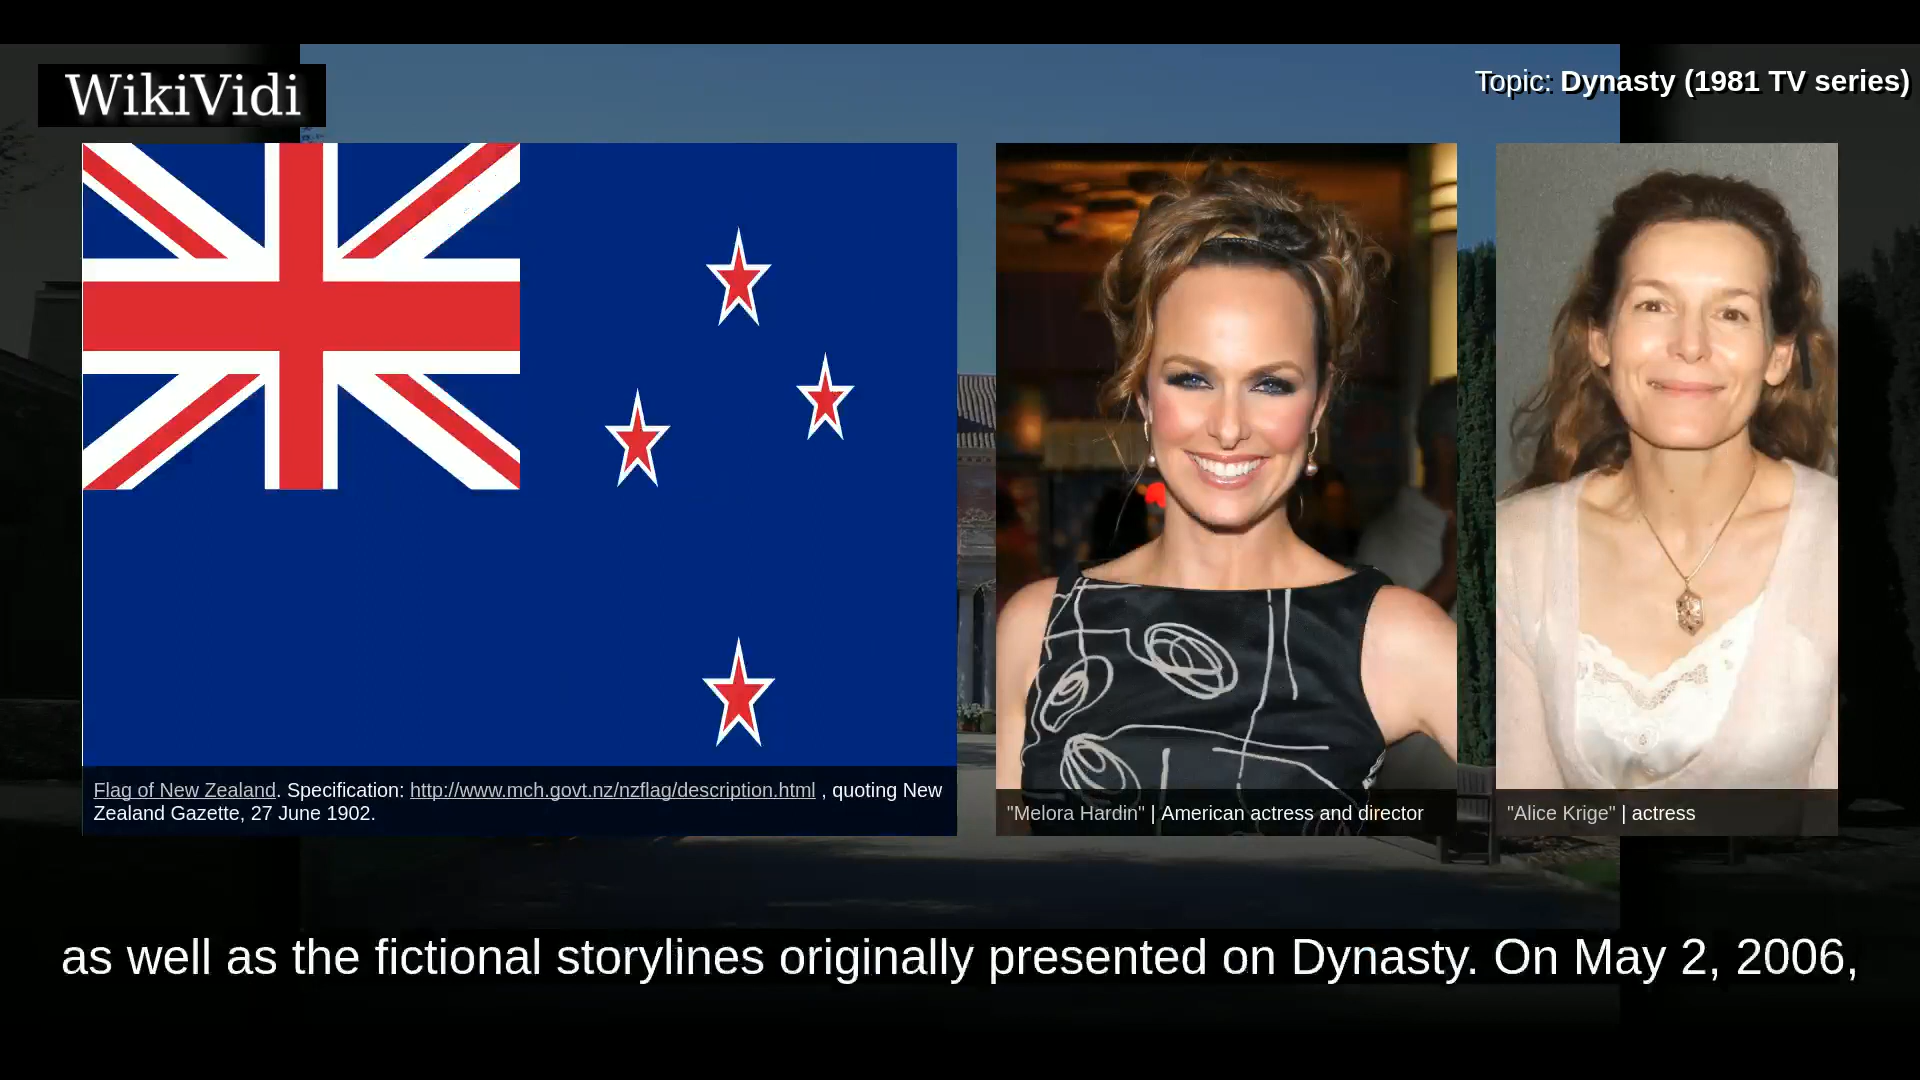 WikiVidi
Topic: Dynasty (1981 TV series)
Flag of New Zealand. Specification: http://www.mch.govt.nz/nzflag/description.html , quoting New
Zealand Gazette, 27 June 1902.
"Melora Hardin" | American actress and director
"Alice Krige" | actress
as well as the fictional storylines originally presented on Dynasty. On May 2, 2006,